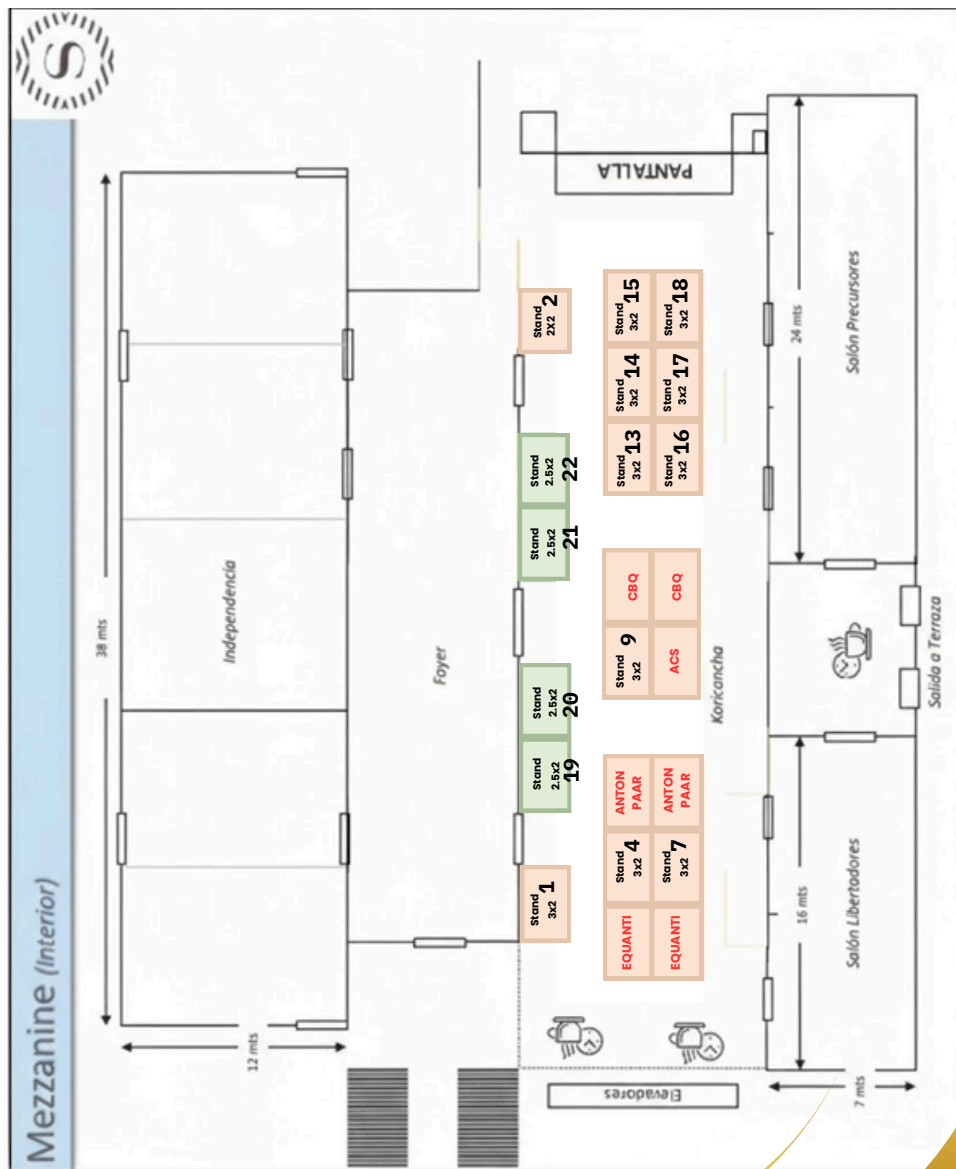 S
Mezzanine (Interior)
38 mts
12 mts
Independencia
Foyer
PANTALLA
Stand
2X2
2
Stand
2.5x2
22
Stand
2.5x2
21
Stand
2.5x2
20
Stand
2.5x2
19
Stand
3x2
1
Stand
3x2
15
Stand
3x2
18
Stand
3x2
14
Stand
3x2
17
Stand
3x2
13
Stand
3x2
16
CBQ
CBQ
Stand
3x2
9
ACS
ANTON
PAAR
ANTON
PAAR
Stand
3x2
4
Stand
3x2
7
EQUANTI
EQUANTI
Koricancha
Elevadores
24 mts
Salón Precursores
Salida a Terraza
16 mts
Salón Libertadores
7 mts